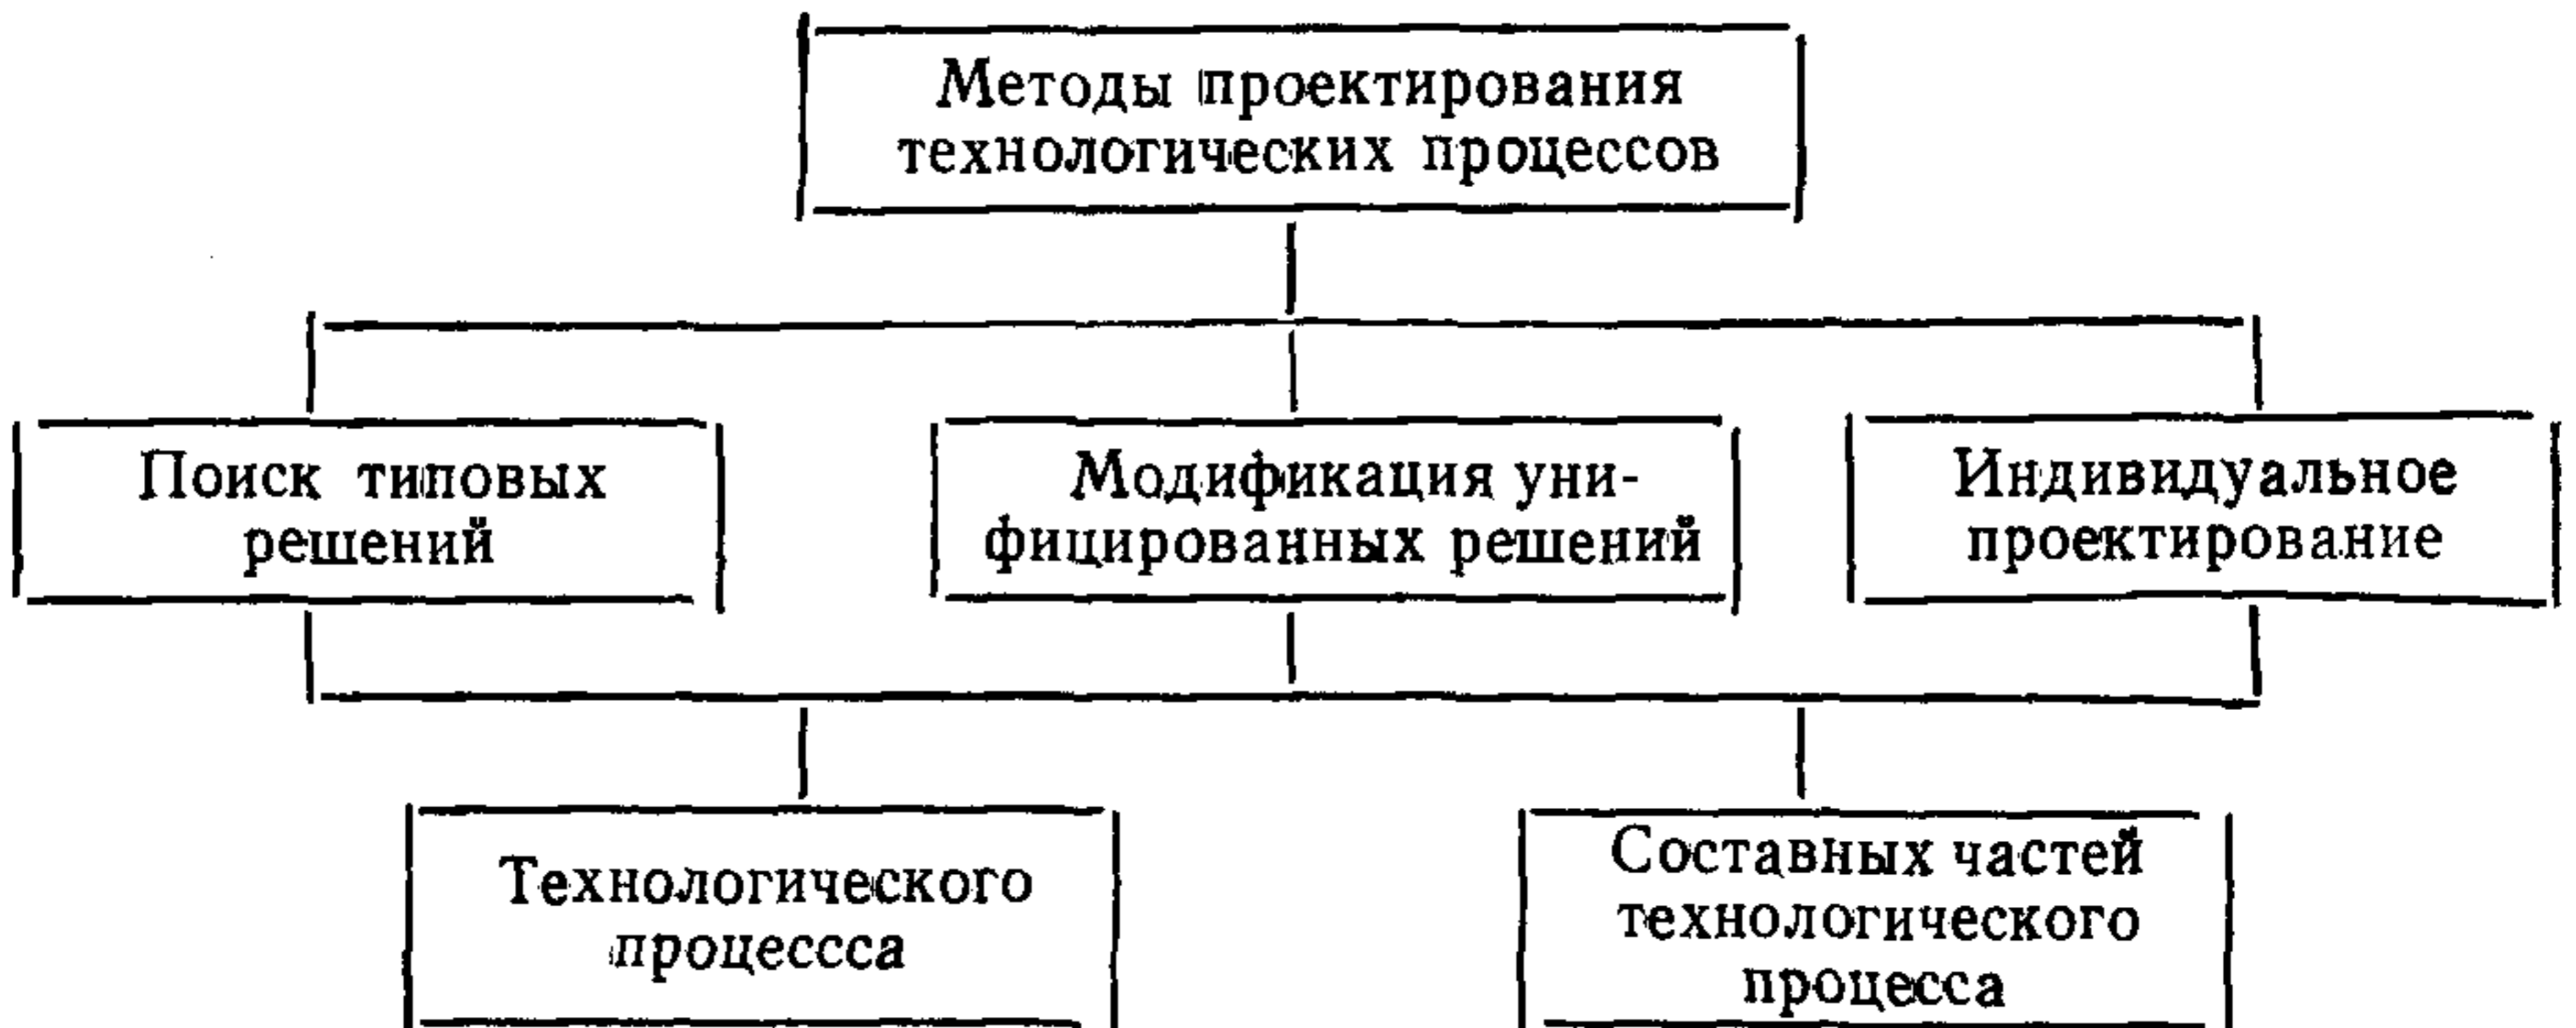 Методы проектирования
технологических процессов
Поиск типовых
решений
Модификация уни-
фицированных решений
Индивидуальное
проектирование
Технологического
процессса
Составных частей
технологического
процесса